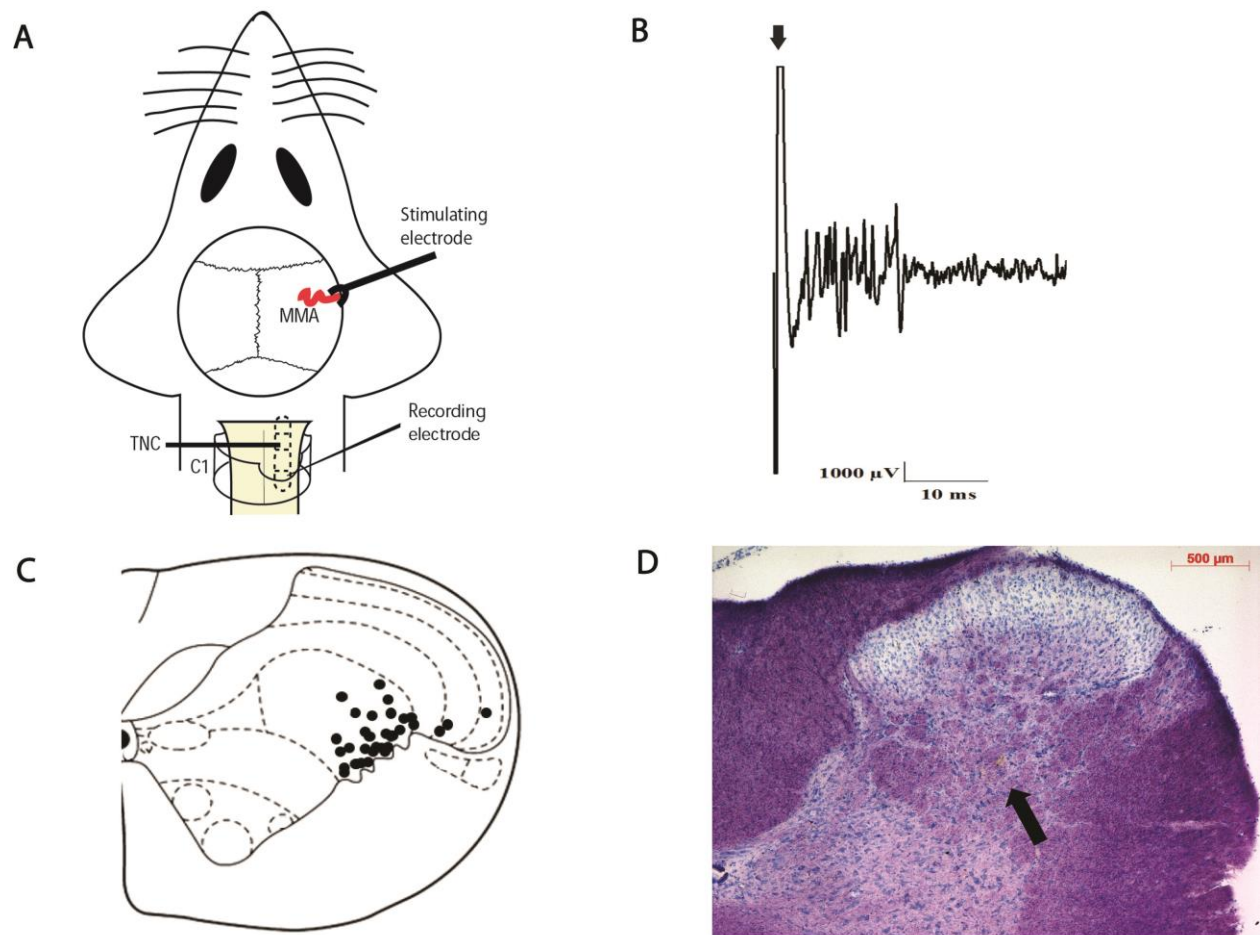 A
Stimulating
electrode
MMA
Recording
electrode
TNC
C1
B
1000 µV
10 ms
C
D
500 µm